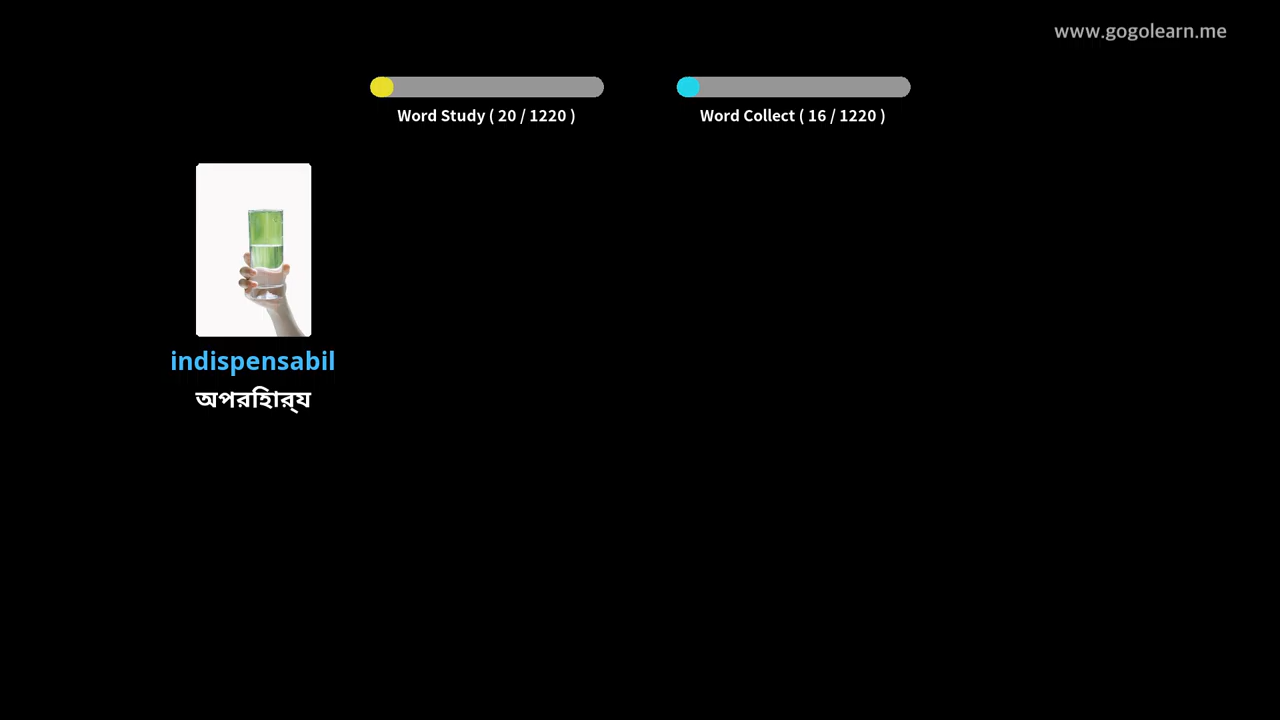 www.gogolearn.me
Word Study ( 20 / 1220 )
Word Collect ( 16 / 1220 )
indispensabil
অপরিহার্য